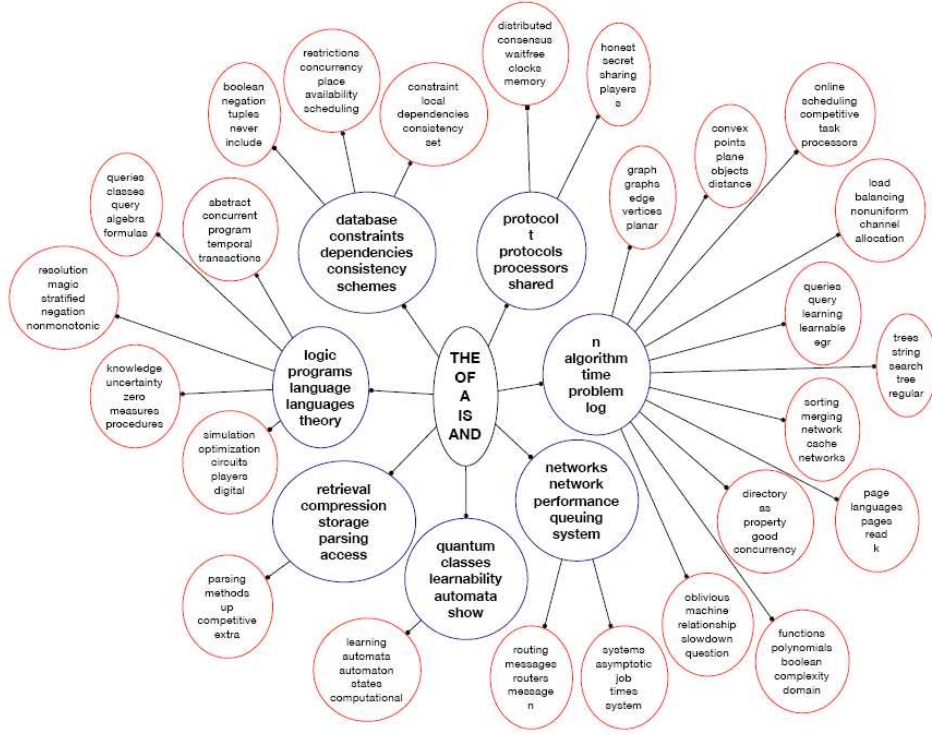 distributed
consensus
waitfree
clocks
memory
honest
secret
sharing
players
s
restrictions
concurrency
place
availability
scheduling
boolean
negation
tuples
never
include
constraint
local
dependencies
consistency
set
online
scheduling
competitive
task
processors
convex
points
plane
objects
distance
graph
graphs
edge
vertices
planar
queries
classes
query
algebra
formulas
abstract
concurrent
program
temporal
transactions
load
balancing
nonuniform
channel
allocation
database
constraints
dependencies
consistency
schemes
protocol
t
protocols
processors
shared
resolution
magic
stratified
negation
nonmonotonic
queries
query
learning
learnable
egr
trees
string
search
tree
regular
logic
programs
language
languages
theory
THE
OF
A
IS
AND
n
algorithm
time
problem
log
knowledge
uncertainty
zero
measures
procedures
sorting
merging
network
cache
networks
simulation
optimization
circuits
players
digital
retrieval
compression
storage
parsing
access
networks
network
performance
queuing
system
directory
as
property
good
concurrency
page
languages
pages
read
k
quantum
classes
learnability
automata
show
parsing
methods
up
competitive
extra
oblivious
machine
relationship
slowdown
question
learning
automata
automaton
states
computational
routing
messages
routers
message
n
systems
asymptotic
job
times
system
functions
polynomials
boolean
complexity
domain